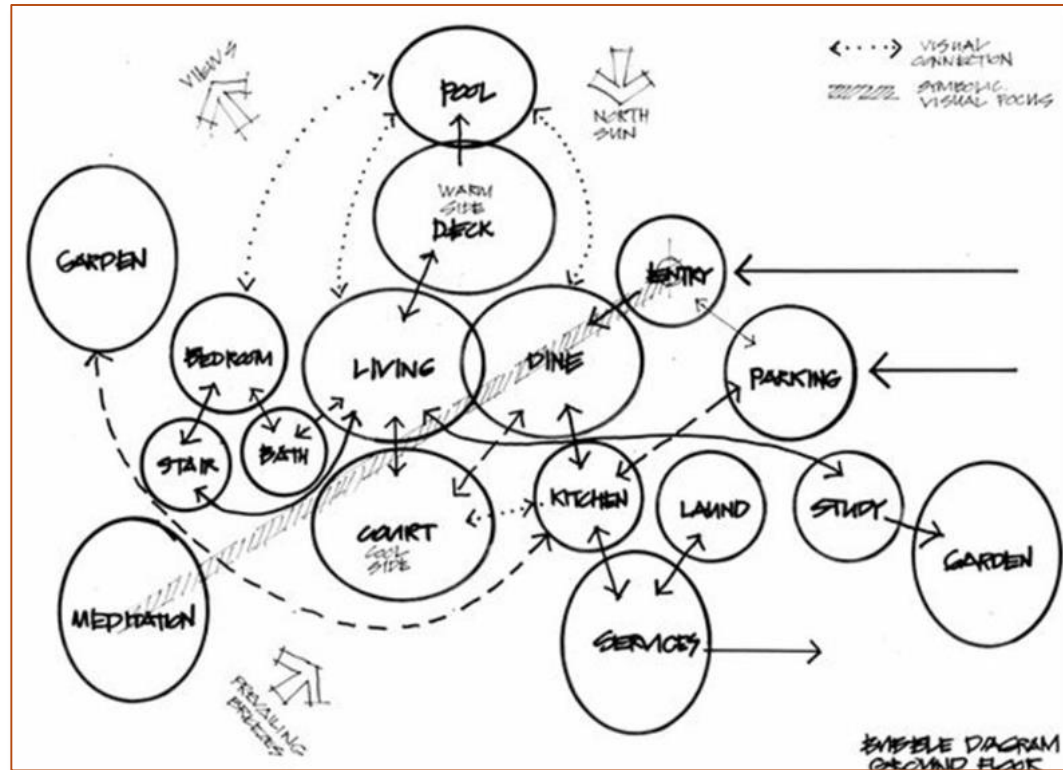 VIEWS
POOL
NORTH
SUN
VISUAL
CONNECTION
SYMBOLIC
VISUAL FOCUS
WARM
SIDE
DECK
GARDEN
ENTRY
BEDROOM
LIVING
DINE
PARKING
STAIR
BATH
COURT
COOL
SIDE
KITCHEN
LAUND
STUDY
GARDEN
MEDITATION
SERVICES
PREVAILING
BREEZES
BUBBLE DIAGRAM
GROUND FLOOR